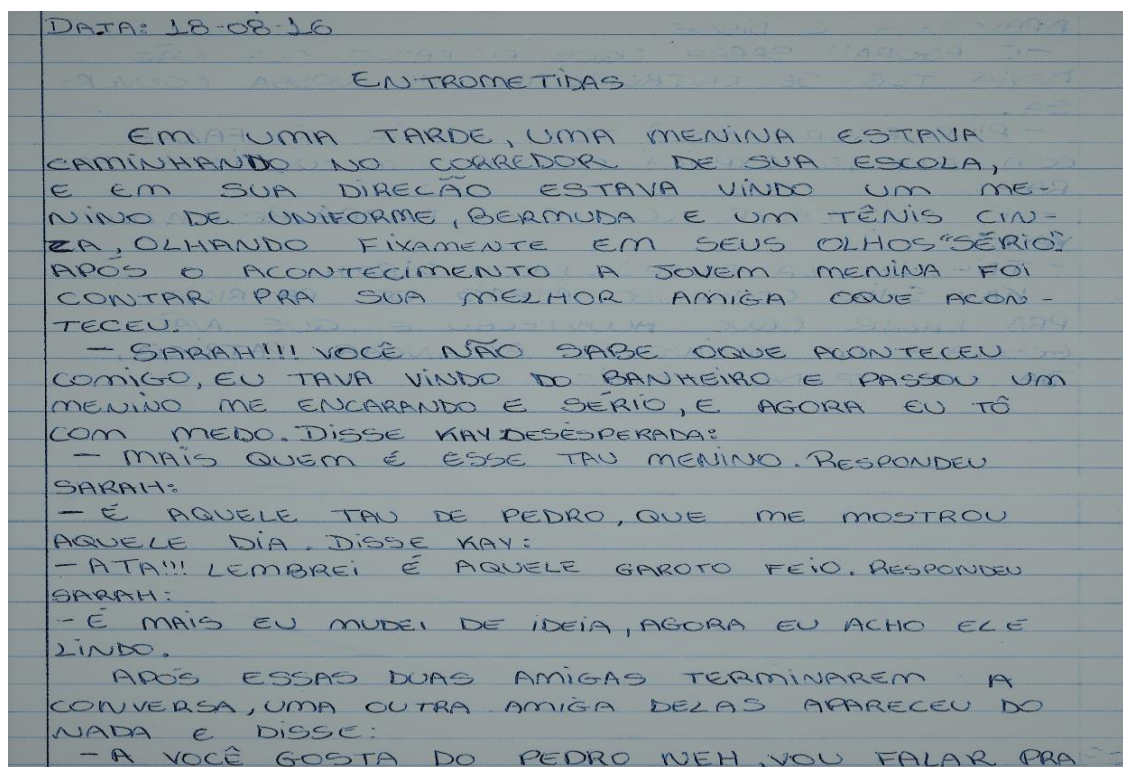 DATA: 18-08-16
ENTROMETIDAS
EM UMA TARDE, UMA MENINA ESTAVA
CAMINHANDO NO CORREDOR DE SUA ESCOLA,
E EM SUA DIRECÃO ESTAVA VINDO UM ME-
NINO DE UNIFORME, BERMUDA E UM TÊNIS CIN-
ZA, OLHANDO FIXAMENTE EM SEUS OLHOS "SÉRIO".
APÓS O ACONTECIMENTO A JOVEM MENINA FOI
CONTAR PRA SUA MELHOR AMIGA OQUE ACON-
TECEU.
- SARAH!!! VOCÊ NÃO SABE OQUE ACONTECEU
COMIGO, EU TAVA VINDO DO BANHEIRO E PASSOU UM
MENINO ME ENCARANDO E SÉRIO, E AGORA EU TÔ
COM MEDO. DISSE KAY DESESPERADA:
- MAIS QUEM É ESSE TAU MENINO. RESPONDEU
SARAH:
- É AQUELE TAU DE PEDRO, QUE ME MOSTROU
AQUELE DIA. DISSE KAY:
- ATA!!! LEMBREI É AQUELE GAROTO FEIO. RESPONDEU
SARAH:
- É MAIS EU MUDEI DE IDEIA, AGORA EU ACHO ELE
LINDO.
APÓS ESSAS DUAS AMIGAS TERMINAREM A
CONVERSA, UMA OUTRA AMIGA DELAS APARECEU DO
NADA E DISSE:
- A VOCÊ GOSTA DO PEDRO NEH, VOU FALAR PRA